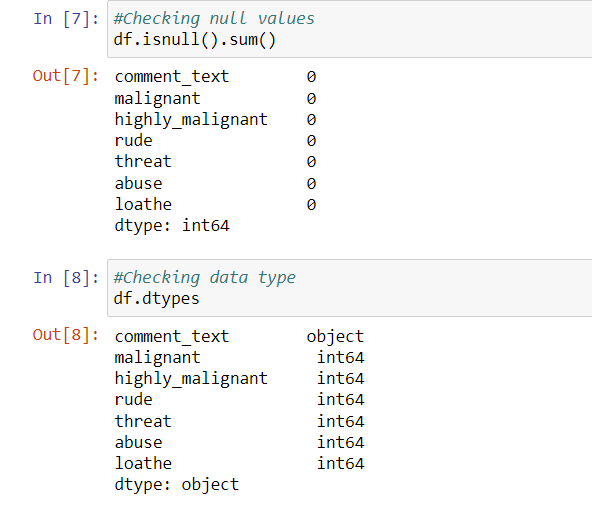 In [7]: #Checking null values
df.isnull().sum()
Out[7]: comment_text 0
malignant 0
highly_malignant 0
rude 0
threat 0
abuse 0
loathe 0
dtype: int64
In [8]: #Checking data type
df.dtypes
Out[8]: comment_text object
malignant int64
highly_malignant int64
rude int64
threat int64
abuse int64
loathe int64
dtype: object